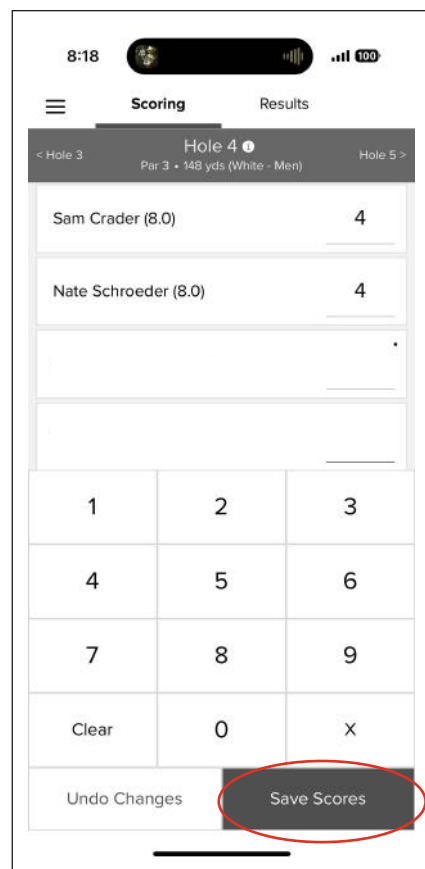 8:18 100
Scoring Results
< Hole 3 Hole 4 Hole 5 >
Par 3 • 148 yds (White - Men)
Sam Crader (8.0) 4
Nate Schroeder (8.0) 4
1 2 3
4 5 6
7 8 9
Clear 0 X
Undo Changes Save Scores